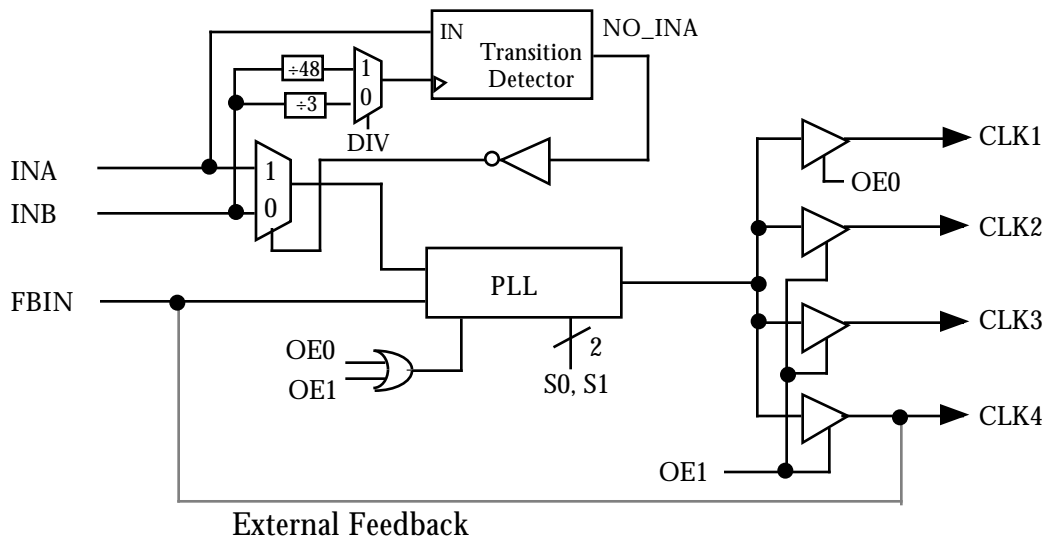 IN
NO_INA
Transition
Detector
÷48
1
÷3
0
DIV
INA
1
INB
0
CLK1
OE0
CLK2
PLL
FBIN
CLK3
OE0
2
OE1
S0, S1
CLK4
OE1
External Feedback